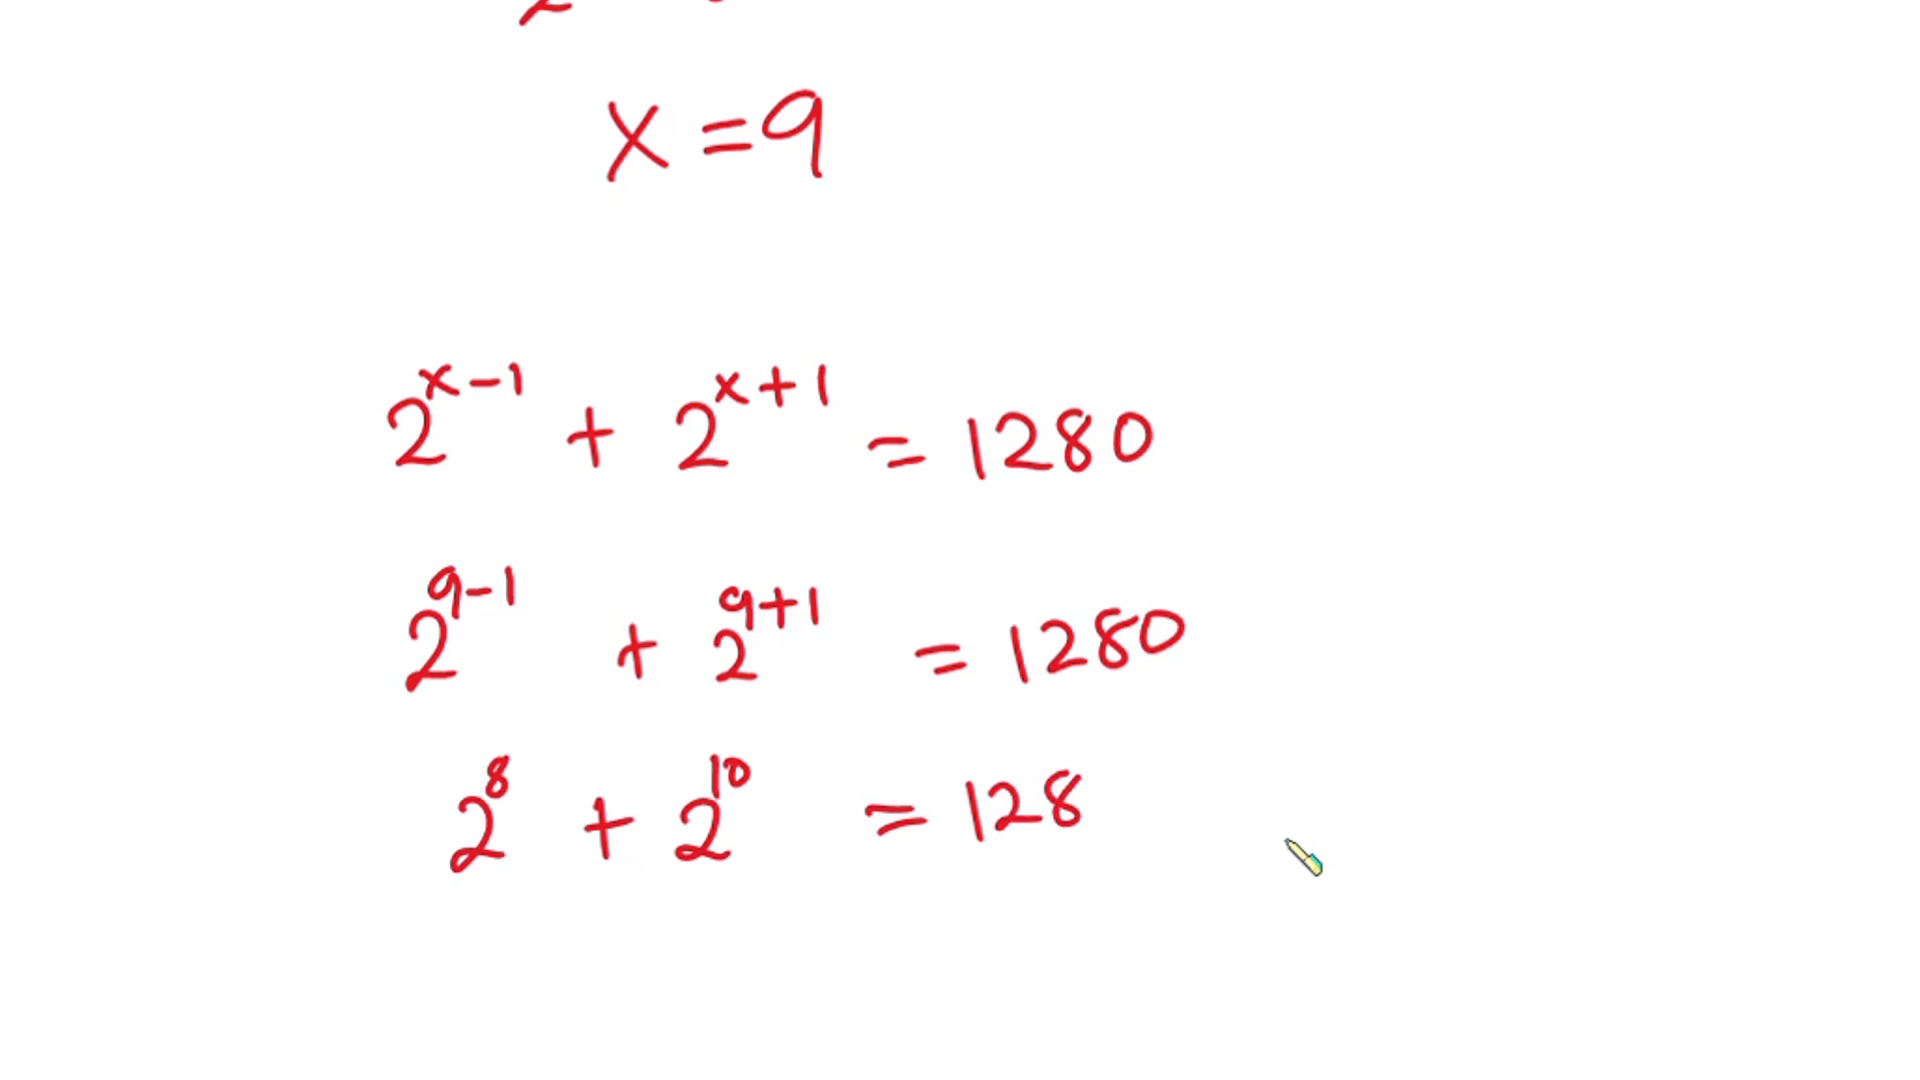 x = 9
2^{x-1} + 2^{x+1} = 1280
2^{9-1} + 2^{9+1} = 1280
2^8 + 2^{10} = 128